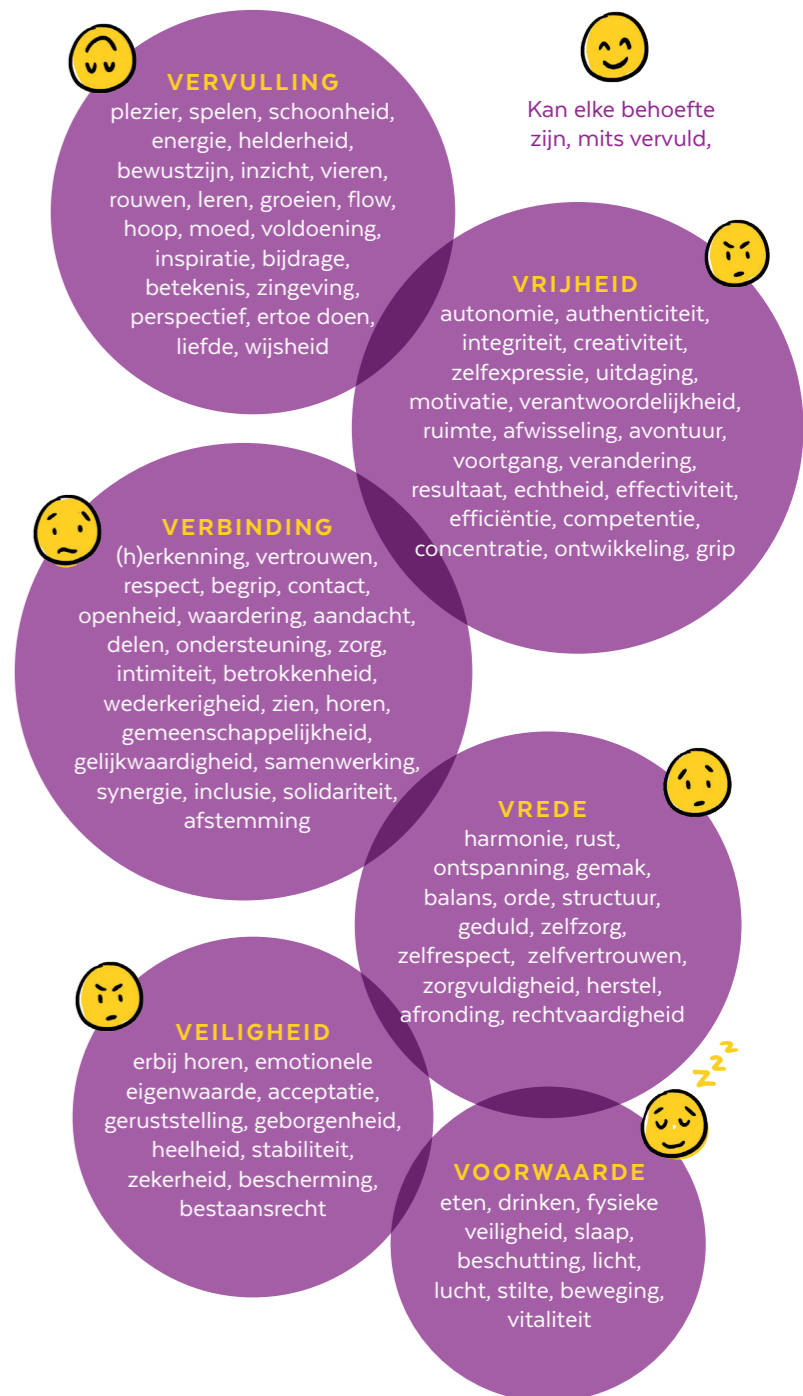 VERVULLING
plezier, spelen, schoonheid,
energie, helderheid,
bewustzijn, inzicht, vieren,
rouwen, leren, groeien, flow,
hoop, moed, voldoening,
inspiratie, bijdrage,
betekenis, zingeving,
perspectief, ertoe doen,
liefde, wijsheid
Kan elke behoefte
zijn, mits vervuld,
VRIJHEID
autonomie, authenticiteit,
integriteit, creativiteit,
zelfexpressie, uitdaging,
motivatie, verantwoordelijkheid,
ruimte, afwisseling, avontuur,
voortgang, verandering,
resultaat, echtheid, effectiviteit,
efficiëntie, competentie,
concentratie, ontwikkeling, grip
VERBINDING
(h)erkenning, vertrouwen,
respect, begrip, contact,
openheid, waardering, aandacht,
delen, ondersteuning, zorg,
intimiteit, betrokkenheid,
wederkerigheid, zien, horen,
gemeenschappelijkheid,
gelijkwaardigheid, samenwerking,
synergie, inclusie, solidariteit,
afstemming
VREDE
harmonie, rust,
ontspanning, gemak,
balans, orde, structuur,
geduld, zelfzorg,
zelfrespect, zelfvertrouwen,
zorgvuldigheid, herstel,
afronding, rechtvaardigheid
VEILIGHEID
erbij horen, emotionele
eigenwaarde, acceptatie,
geruststelling, geborgenheid,
heelheid, stabiliteit,
zekerheid, bescherming,
bestaansrecht
zzz
VOORWAARDE
eten, drinken, fysieke
veiligheid, slaap,
beschutting, licht,
lucht, stilte, beweging,
vitaliteit